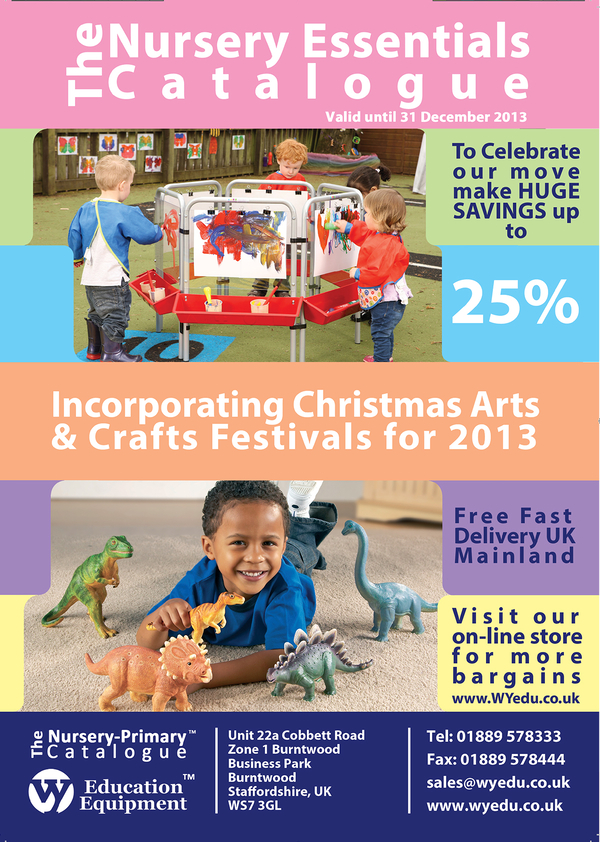 The Nursery Essentials
Catalogue
Valid until 31 December 2013
To Celebrate
our move
make HUGE
SAVINGS up
to
25%
Incorporating Christmas Arts
& Crafts Festivals for 2013
Free Fast
Delivery UK
Mainland
Visit our
on-line store
for more
bargains
www.WYedu.co.uk
The Nursery-Primary™
Catalogue
W Education™
Equipment
Unit 22a Cobbett Road
Zone 1 Burntwood
Business Park
Burntwood
Staffordshire, UK
WS7 3GL
Tel: 01889 578333
Fax: 01889 578444
sales@wyedu.co.uk
www.wyedu.co.uk